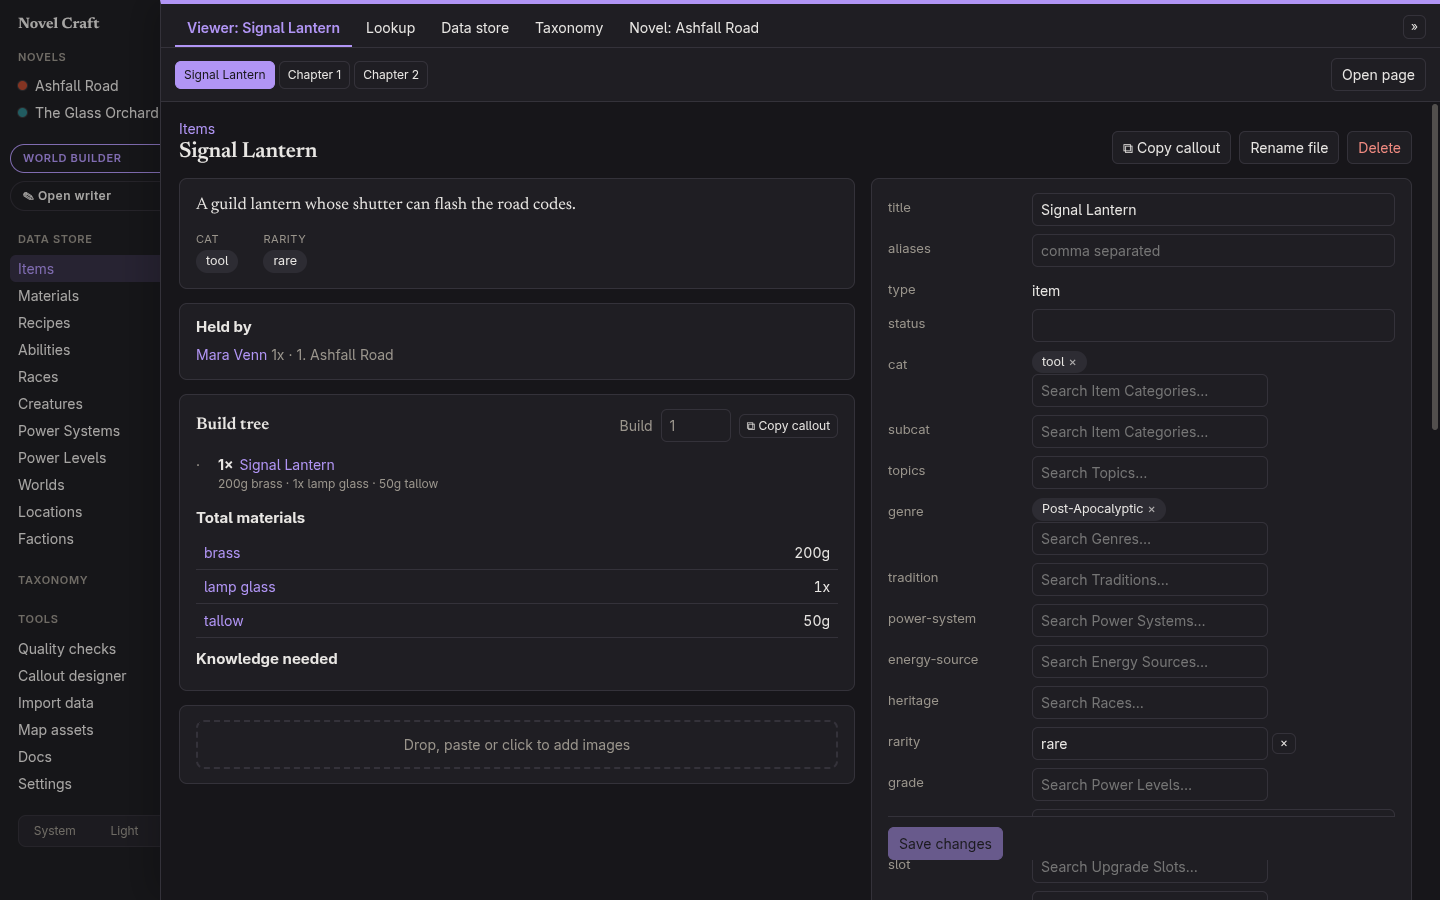 Novel Craft
NOVELS
Ashfall Road
The Glass Orchard
WORLD BUILDER
✎ Open writer
DATA STORE
Items
Materials
Recipes
Abilities
Races
Creatures
Power Systems
Power Levels
Worlds
Locations
Factions
TAXONOMY
TOOLS
Quality checks
Callout designer
Import data
Map assets
Docs
Settings
System Light
Viewer: Signal Lantern Lookup Data store Taxonomy Novel: Ashfall Road »
Signal Lantern Chapter 1 Chapter 2 Open page
Items
Signal Lantern
⧉ Copy callout Rename file Delete
A guild lantern whose shutter can flash the road codes.
CAT RARITY
tool rare
Held by
Mara Venn 1x · 1. Ashfall Road
Build tree Build 1 ⧉ Copy callout
· 1× Signal Lantern
200g brass · 1x lamp glass · 50g tallow
Total materials
brass 200g
lamp glass 1x
tallow 50g
Knowledge needed
Drop, paste or click to add images
title Signal Lantern
aliases comma separated
type item
status
cat tool ×
Search Item Categories...
subcat Search Item Categories...
topics Search Topics...
genre Post-Apocalyptic ×
Search Genres...
tradition Search Traditions...
power-system Search Power Systems...
energy-source Search Energy Sources...
heritage Search Races...
rarity rare ×
grade Search Power Levels...
Save changes
slot Search Upgrade Slots...